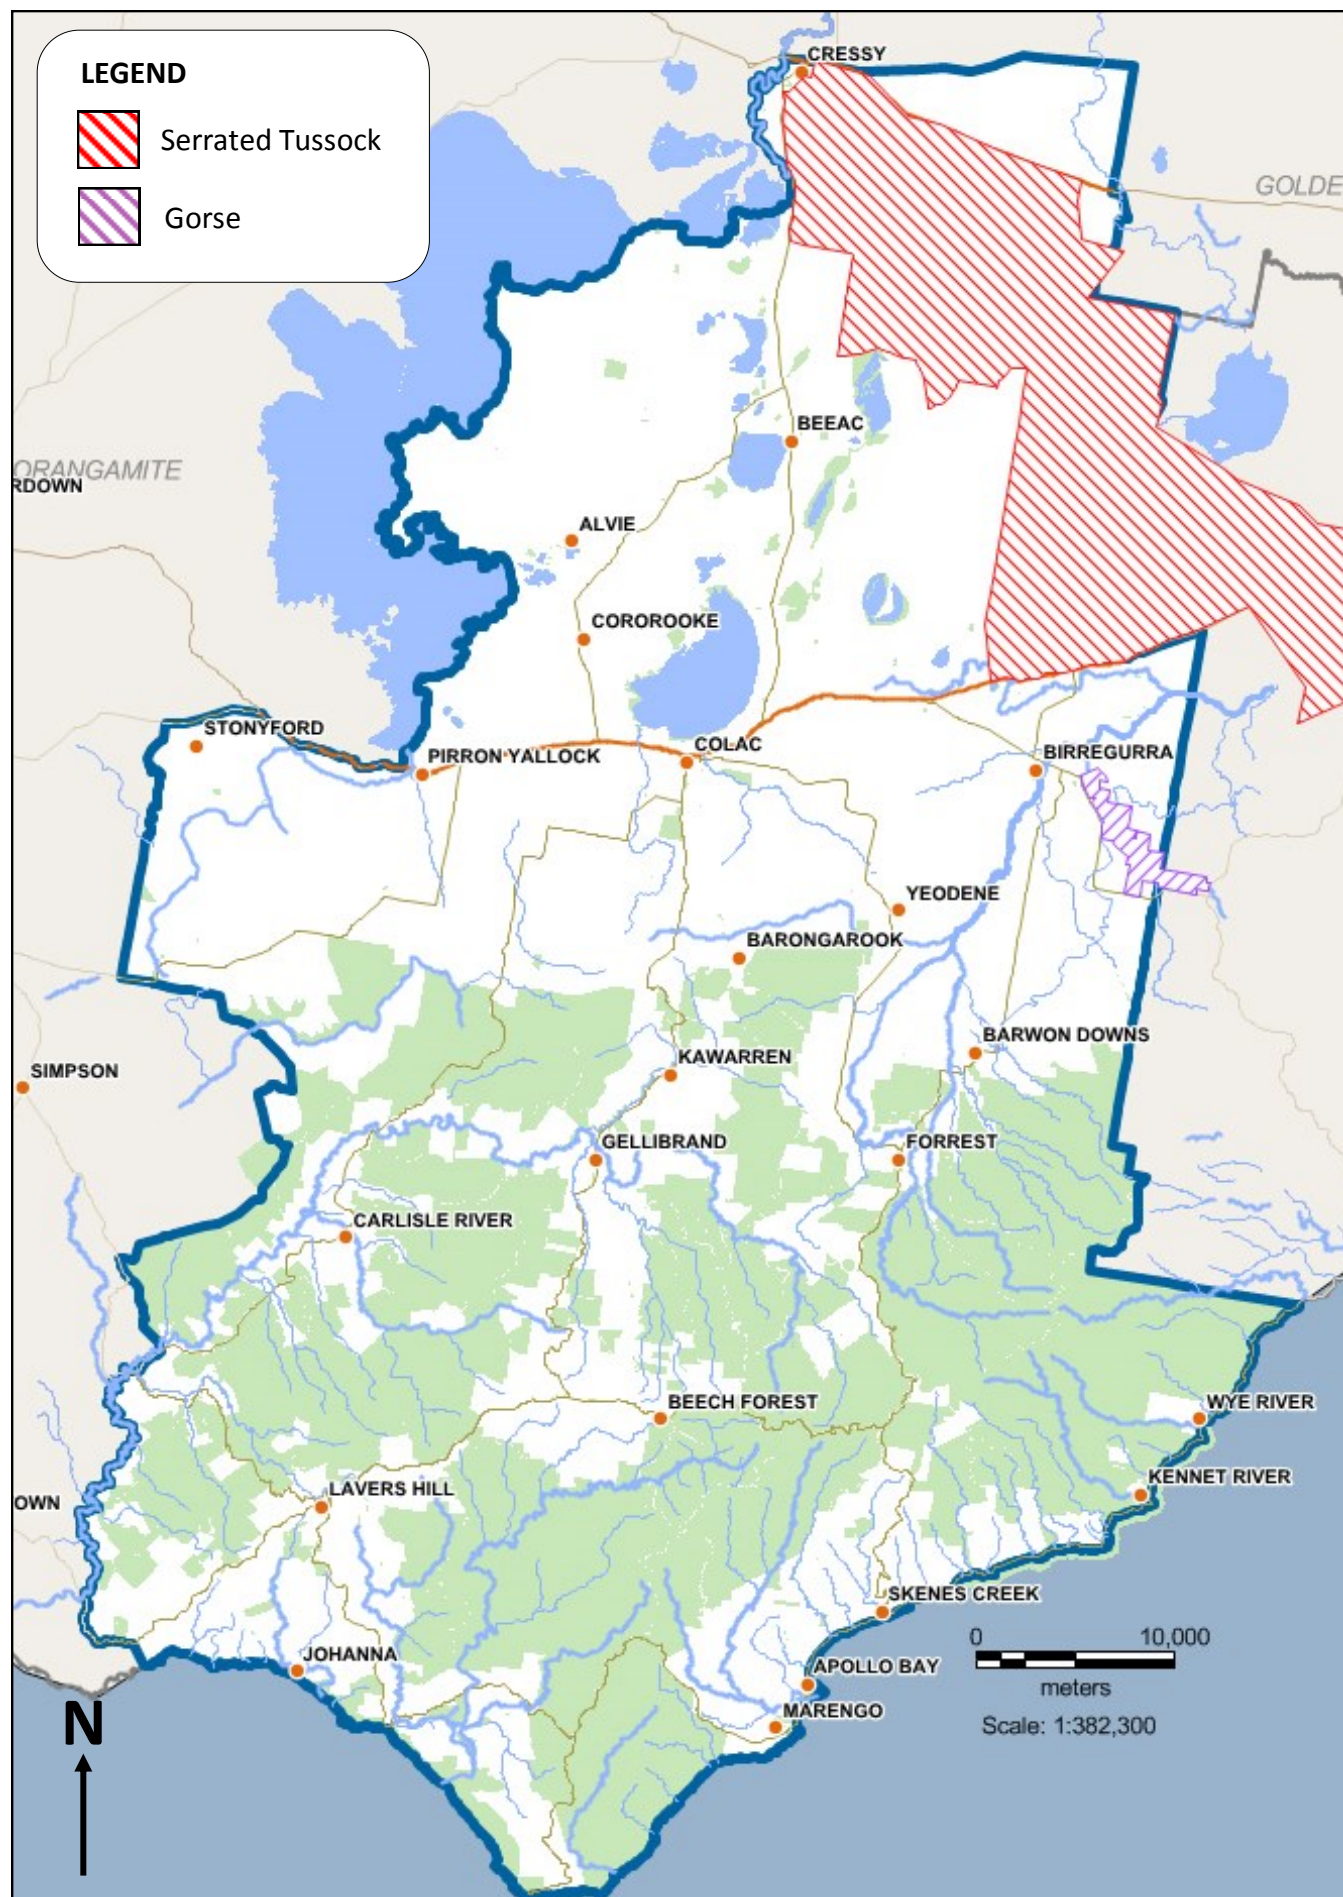 LEGEND
Serrated Tussock
Gorse
CRESSY
GOLDE
BEEAC
ORANGAMITE
RDOWN
ALVIE
COROROOKE
STONYFORD
PIRRON YALLOCK
COLAC
BIRREGURRA
YEODENE
BARONGAROOK
BARWON DOWNS
KAWARREN
SIMPSON
GELLIBRAND
FORREST
CARLISLE RIVER
BEECH FOREST
WYE RIVER
KENNET RIVER
LAVERS HILL
OWN
SKENES CREEK
JOHANNA
APOLLO BAY
MARENGO
0 10,000
meters
Scale: 1:382,300
N